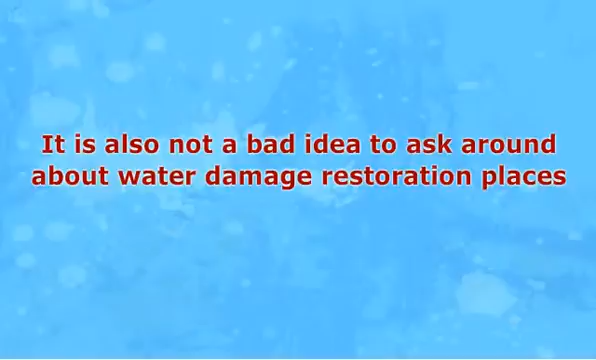 It is also not a bad idea to ask around
about water damage restoration places